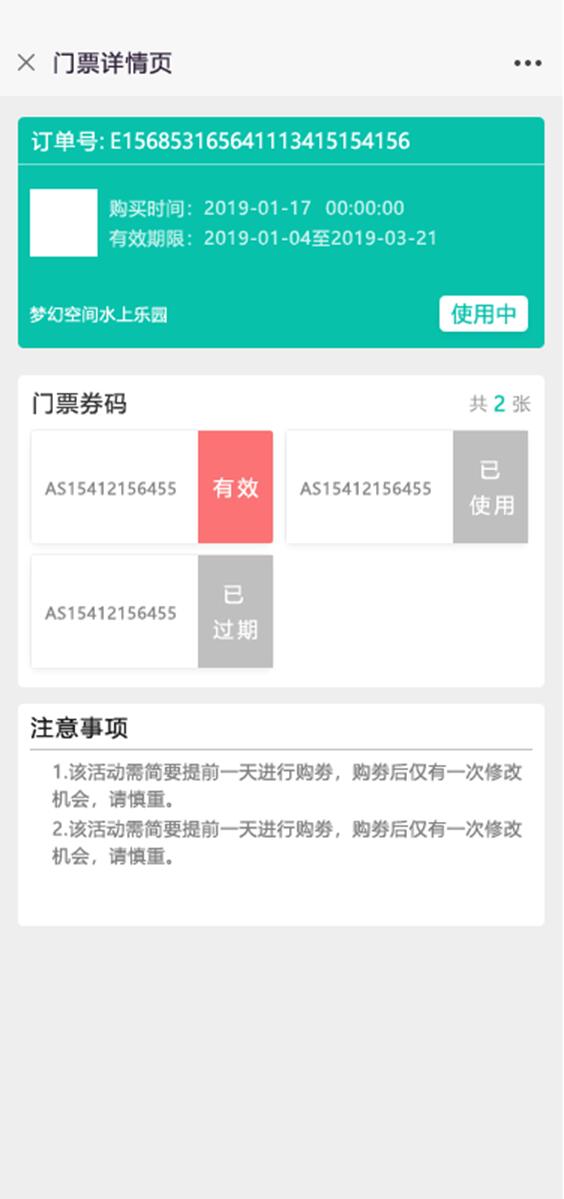 门票详情页
订单号: E156853165641113415154156
购买时间：2019-01-17 00:00:00
有效期限：2019-01-04至2019-03-21
梦幻空间水上乐园
使用中
门票券码
共 2 张
AS15412156455
有效
AS15412156455
已
使用
AS15412156455
已
过期
注意事项
1.该活动需简要提前一天进行购券，购券后仅有一次修改
机会，请慎重。
2.该活动需简要提前一天进行购券，购券后仅有一次修改
机会，请慎重。